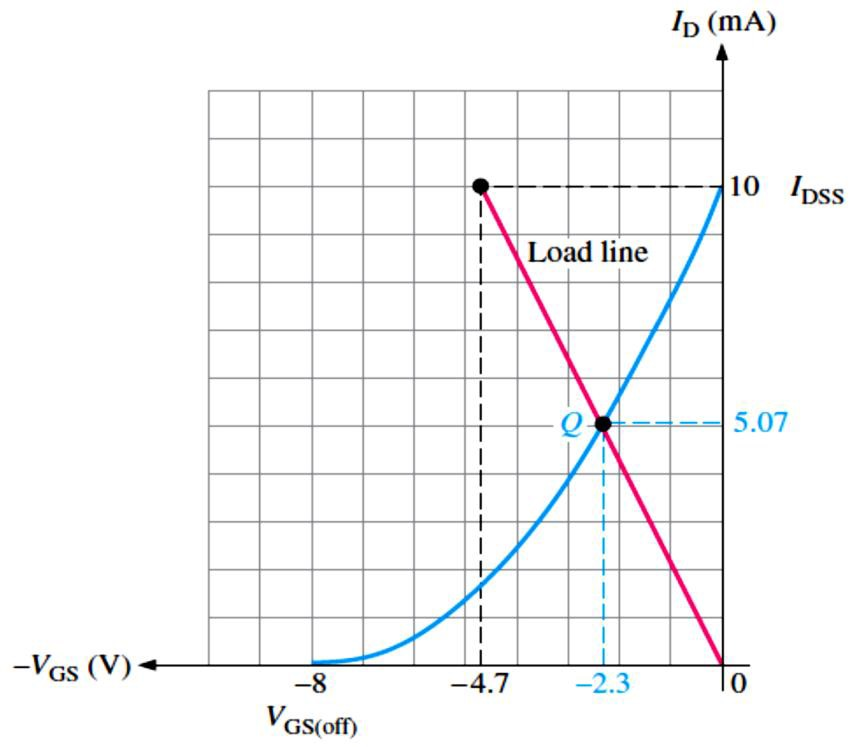 I_D (mA)
10 I_DSS
Load line
Q 5.07
−V_GS (V)
−8 −4.7 −2.3 0
V_GS(off)